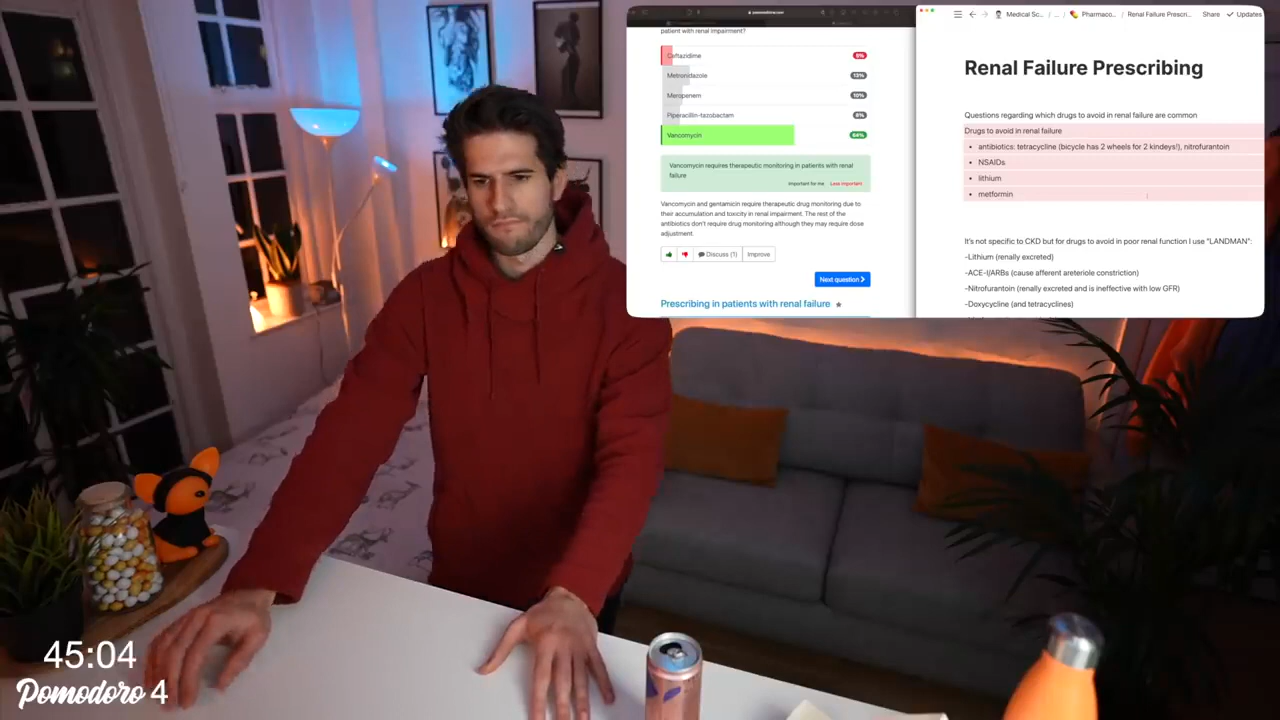 passmedicine.com
patient with renal impairment?
Ceftazidime 5%
Metronidazole 13%
Meropenem 10%
Piperacillin-tazobactam 8%
Vancomycin 64%
Vancomycin requires therapeutic monitoring in patients with renal
failure
Important for me Less important
Vancomycin and gentamicin require therapeutic drug monitoring due to
their accumulation and toxicity in renal impairment. The rest of the
antibiotics don't require drug monitoring although they may require dose
adjustment.
Discuss (1) Improve
Next question
Prescribing in patients with renal failure
Medical Sc... / ... / Pharmaco... / Renal Failure Prescri... Share Updates
Renal Failure Prescribing
Questions regarding which drugs to avoid in renal failure are common
Drugs to avoid in renal failure
• antibiotics: tetracycline (bicycle has 2 wheels for 2 kindeys!), nitrofurantoin
• NSAIDs
• lithium
• metformin
It's not specific to CKD but for drugs to avoid in poor renal function I use "LANDMAN":
-Lithium (renally excreted)
-ACE-I/ARBs (cause afferent areteriole constriction)
-Nitrofurantoin (renally excreted and is ineffective with low GFR)
-Doxycycline (and tetracyclines)
45:04
Pomodoro 4